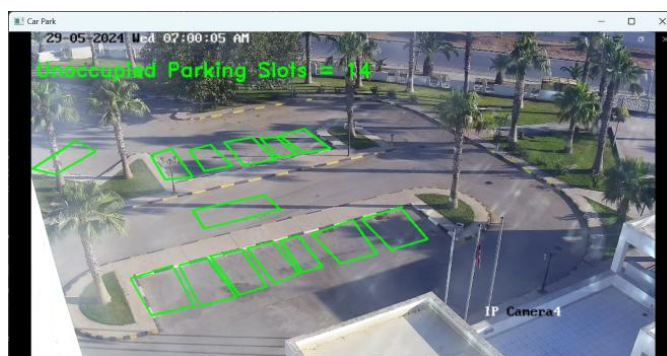 Car Park
29-05-2024 Wed 07:00:05 AM
Unoccupied Parking Slots = 14
IP Camera4